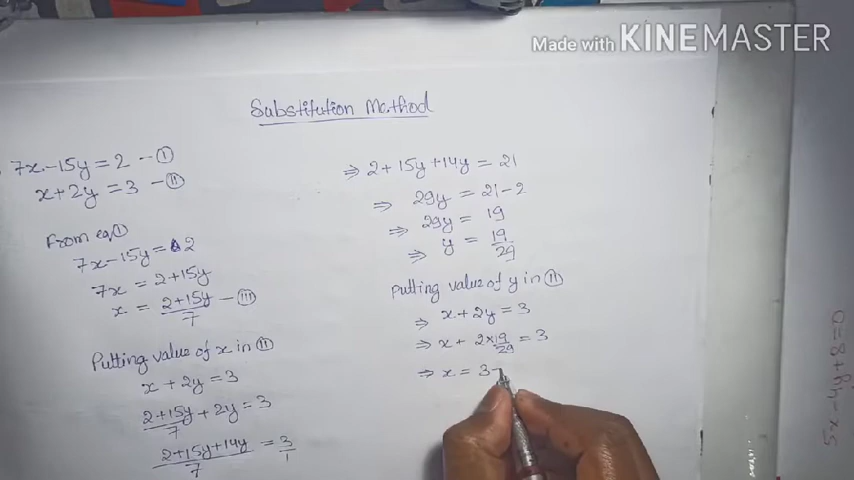 Made with KINEMASTER
Substitution Method
7x-15y=2 -(I)
x+2y=3 -(II)
From eq(I)
7x-15y=2
7x = 2+15y
x = (2+15y)/7 -(III)
Putting value of x in (II)
x+2y=3
(2+15y)/7 + 2y = 3
(2+15y+14y)/7 = 3/1
⇒ 2+15y+14y = 21
⇒ 29y = 21-2
⇒ 29y = 19
⇒ y = 19/29
Putting value of y in (II)
⇒ x+2y=3
⇒ x + 2×19/29 = 3
⇒ x = 3-
5x-4y+8=0